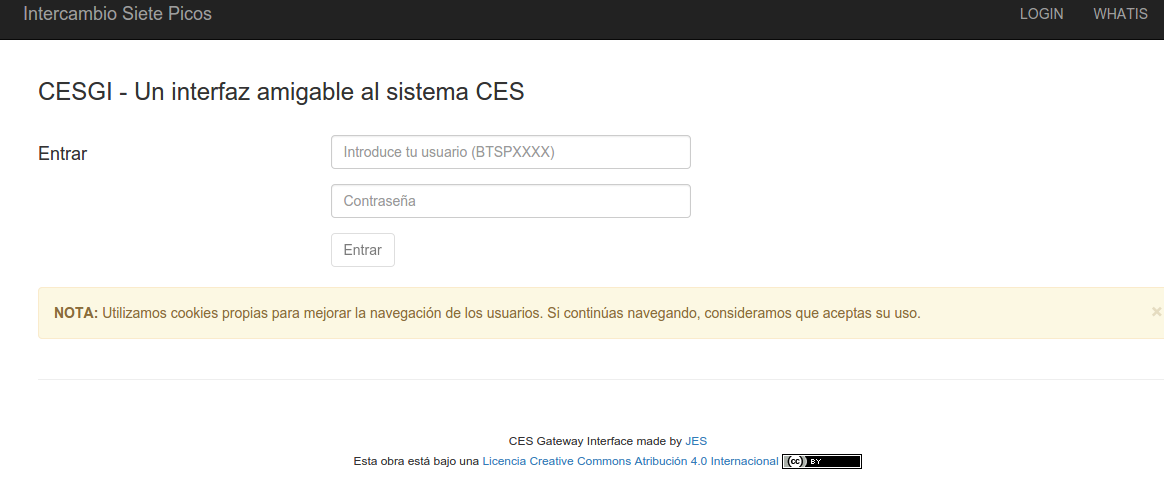 Intercambio Siete Picos LOGIN WHATIS
CESGI - Un interfaz amigable al sistema CES
Entrar Introduce tu usuario (BTSPXXXX)
Contraseña
Entrar
NOTA: Utilizamos cookies propias para mejorar la navegación de los usuarios. Si continúas navegando, consideramos que aceptas su uso. ×
CES Gateway Interface made by JES
Esta obra está bajo una Licencia Creative Commons Atribución 4.0 Internacional cc BY